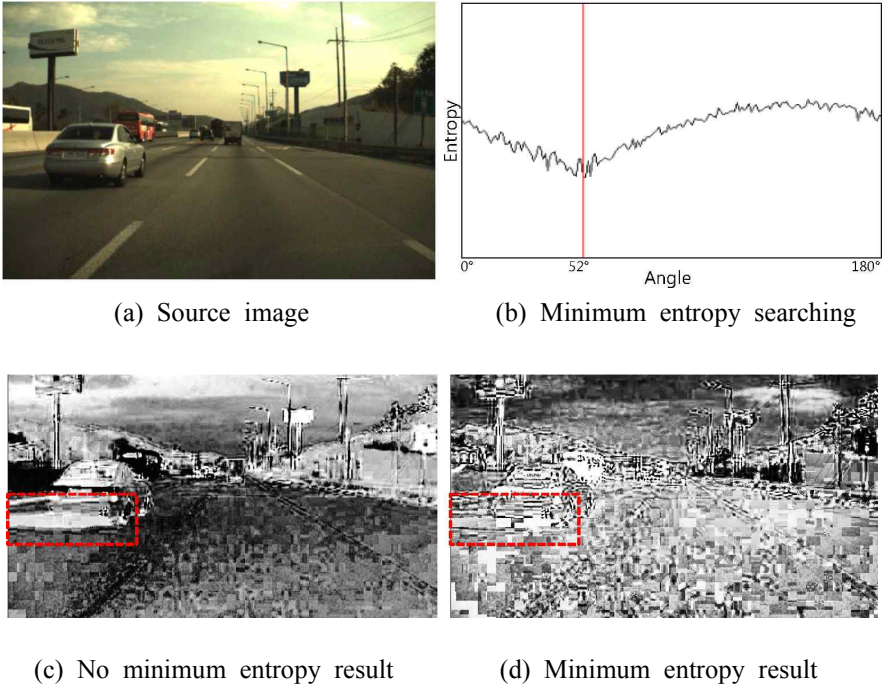 Entropy
0° 52° 180°
Angle
(a) Source image
(b) Minimum entropy searching
(c) No minimum entropy result
(d) Minimum entropy result